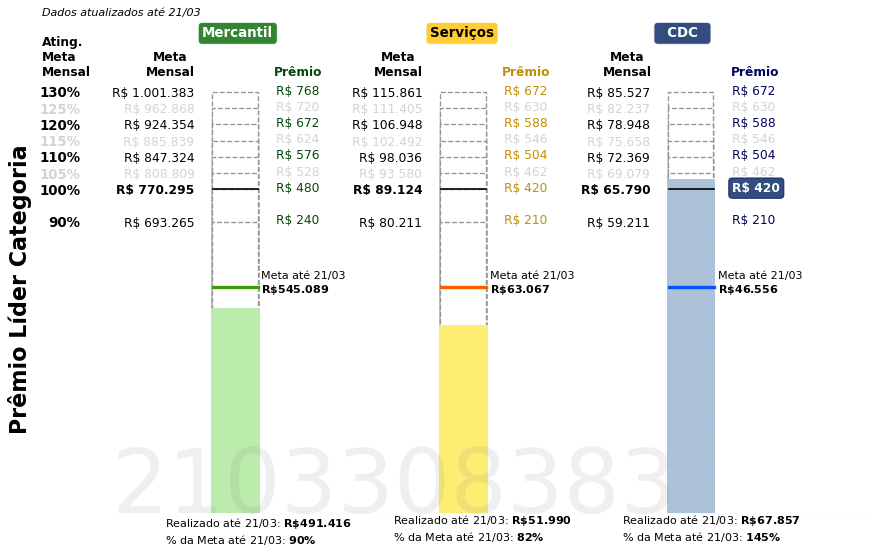 Dados atualizados até 21/03
Mercantil Serviços CDC
Ating. Meta Mensal Meta Mensal Prêmio Meta Mensal Prêmio Meta Mensal Prêmio
130% R$ 1.001.383 R$ 768 R$ 115.861 R$ 672 R$ 85.527 R$ 672
125% R$ 962.868 R$ 720 R$ 111.405 R$ 630 R$ 82.237 R$ 630
120% R$ 924.354 R$ 672 R$ 106.948 R$ 588 R$ 78.948 R$ 588
115% R$ 885.839 R$ 624 R$ 102.492 R$ 546 R$ 75.658 R$ 546
110% R$ 847.324 R$ 576 R$ 98.036 R$ 504 R$ 72.369 R$ 504
105% R$ 808.809 R$ 528 R$ 93.580 R$ 462 R$ 69.079 R$ 462
100% R$ 770.295 R$ 480 R$ 89.124 R$ 420 R$ 65.790 R$ 420
90% R$ 693.265 R$ 240 R$ 80.211 R$ 210 R$ 59.211 R$ 210
Meta até 21/03 Meta até 21/03 Meta até 21/03
R$545.089 R$63.067 R$46.556
Prêmio Líder Categoria
2103308383
Realizado até 21/03: R$491.416 Realizado até 21/03: R$51.990 Realizado até 21/03: R$67.857
% da Meta até 21/03: 90% % da Meta até 21/03: 82% % da Meta até 21/03: 145%